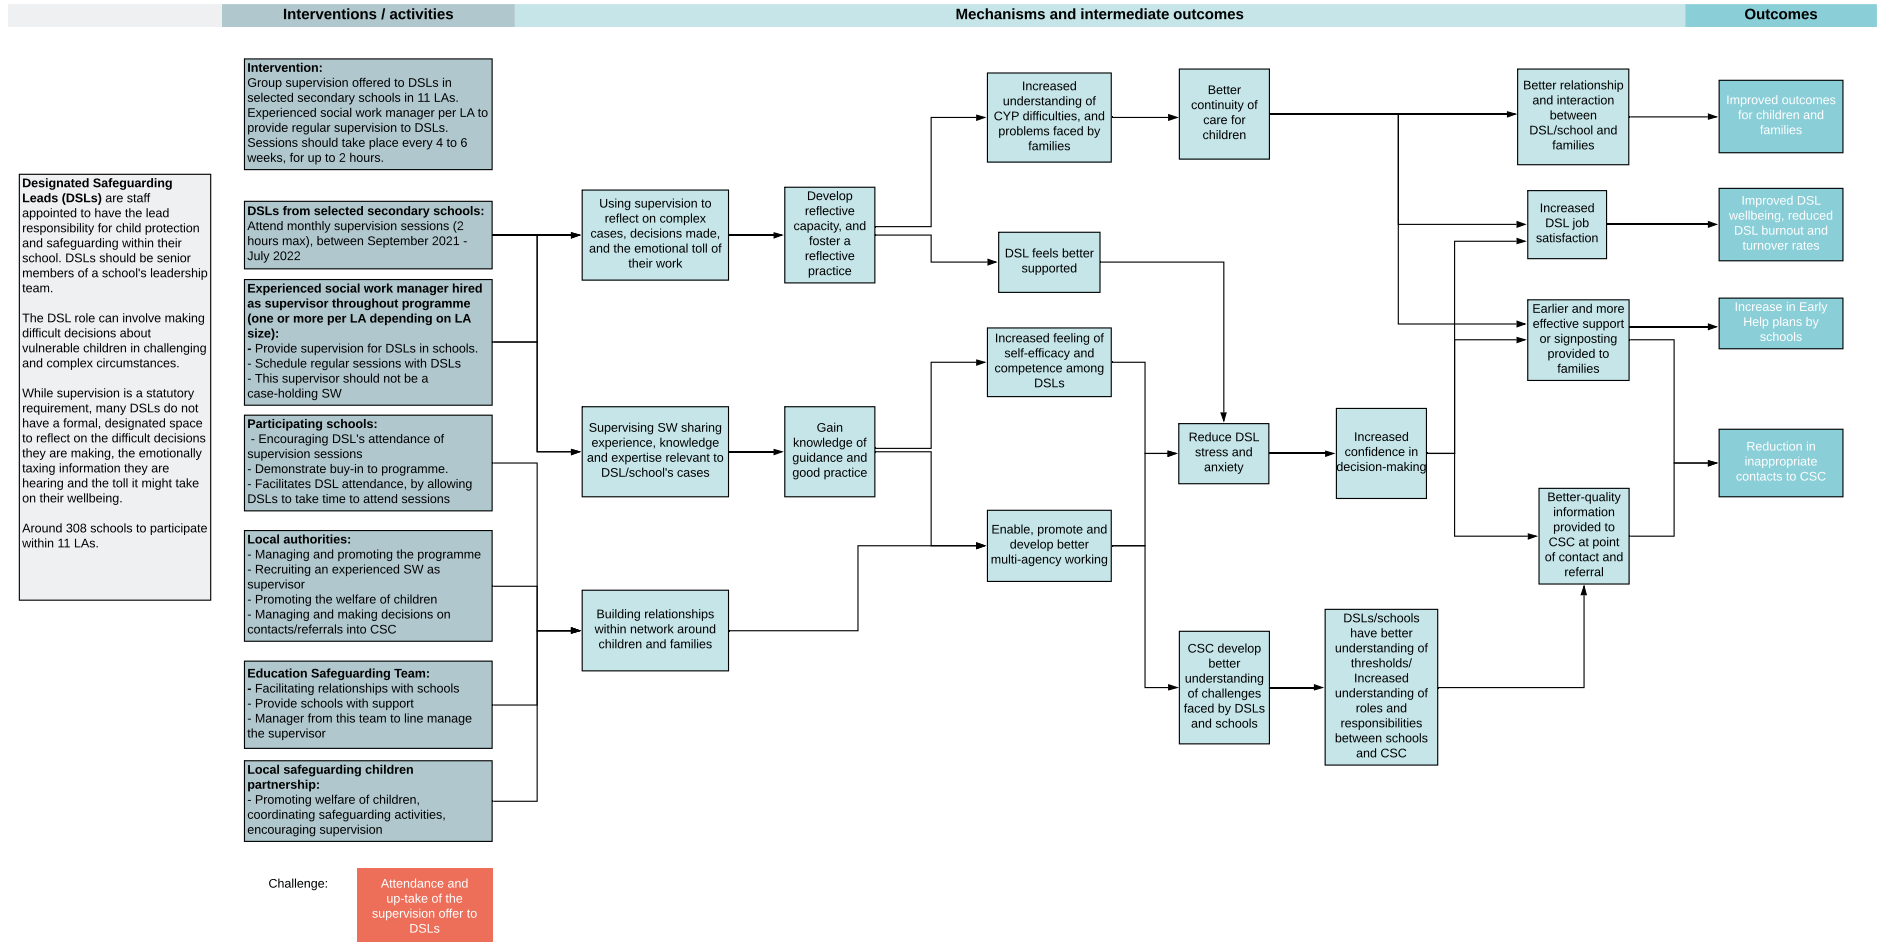 Interventions / activities
Mechanisms and intermediate outcomes
Outcomes
Designated Safeguarding
Leads (DSLs) are staff
appointed to have the lead
responsibility for child protection
and safeguarding within their
school. DSLs should be senior
members of a school's leadership
team.
The DSL role can involve making
difficult decisions about
vulnerable children in challenging
and complex circumstances.
While supervision is a statutory
requirement, many DSLs do not
have a formal, designated space
to reflect on the difficult decisions
they are making, the emotionally
taxing information they are
hearing and the toll it might take
on their wellbeing.
Around 308 schools to participate
within 11 LAs.
Intervention:
Group supervision offered to DSLs in
selected secondary schools in 11 LAs.
Experienced social work manager per LA to
provide regular supervision to DSLs.
Sessions should take place every 4 to 6
weeks, for up to 2 hours.
DSLs from selected secondary schools:
Attend monthly supervision sessions (2
hours max), between September 2021 -
July 2022
Experienced social work manager hired
as supervisor throughout programme
(one or more per LA depending on LA
size):
- Provide supervision for DSLs in schools.
- Schedule regular sessions with DSLs
- This supervisor should not be a
case-holding SW
Participating schools:
- Encouraging DSL's attendance of
supervision sessions
- Demonstrate buy-in to programme.
- Facilitates DSL attendance, by allowing
DSLs to take time to attend sessions
Local authorities:
- Managing and promoting the programme
- Recruiting an experienced SW as
supervisor
- Promoting the welfare of children
- Managing and making decisions on
contacts/referrals into CSC
Education Safeguarding Team:
- Facilitating relationships with schools
- Provide schools with support
- Manager from this team to line manage
the supervisor
Local safeguarding children
partnership:
- Promoting welfare of children,
coordinating safeguarding activities,
encouraging supervision
Challenge:
Attendance and
up-take of the
supervision offer to
DSLs
Using supervision to
reflect on complex
cases, decisions made,
and the emotional toll of
their work
Supervising SW sharing
experience, knowledge
and expertise relevant to
DSL/school's cases
Building relationships
within network around
children and families
Develop
reflective
capacity, and
foster a
reflective
practice
Gain
knowledge of
guidance and
good practice
Increased
understanding of
CYP difficulties, and
problems faced by
families
DSL feels better
supported
Increased feeling of
self-efficacy and
competence among
DSLs
Enable, promote and
develop better
multi-agency working
Better
continuity of
care for
children
Reduce DSL
stress and
anxiety
CSC develop
better
understanding
of challenges
faced by DSLs
and schools
Increased
confidence in
decision-making
DSLs/schools
have better
understanding of
thresholds/
Increased
understanding of
roles and
responsibilities
between schools
and CSC
Better relationship
and interaction
between
DSL/school and
families
Increased
DSL job
satisfaction
Earlier and more
effective support
or signposting
provided to
families
Better-quality
information
provided to
CSC at point
of contact and
referral
Improved outcomes
for children and
families
Improved DSL
wellbeing, reduced
DSL burnout and
turnover rates
Increase in Early
Help plans by
schools
Reduction in
inappropriate
contacts to CSC